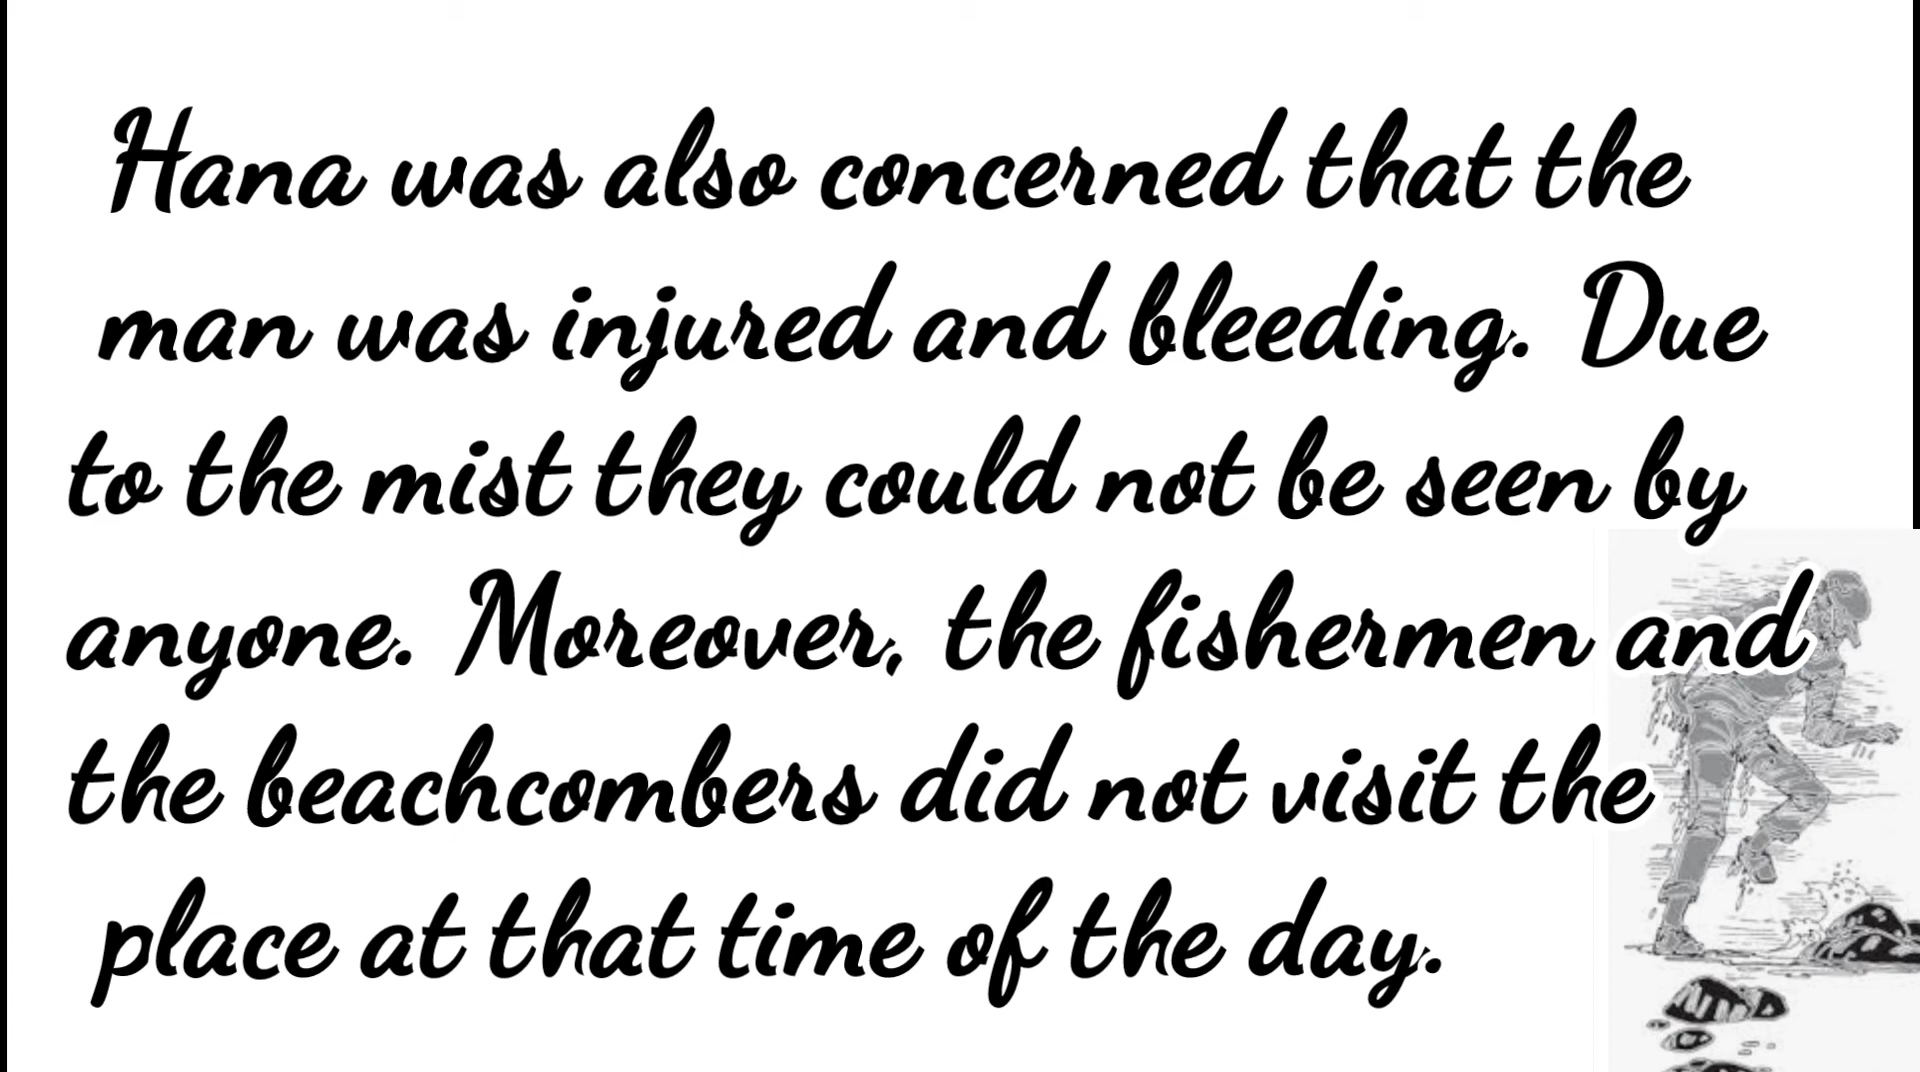 Hana was also concerned that the
man was injured and bleeding. Due
to the mist they could not be seen by
anyone. Moreover, the fishermen and
the beachcombers did not visit the
place at that time of the day.